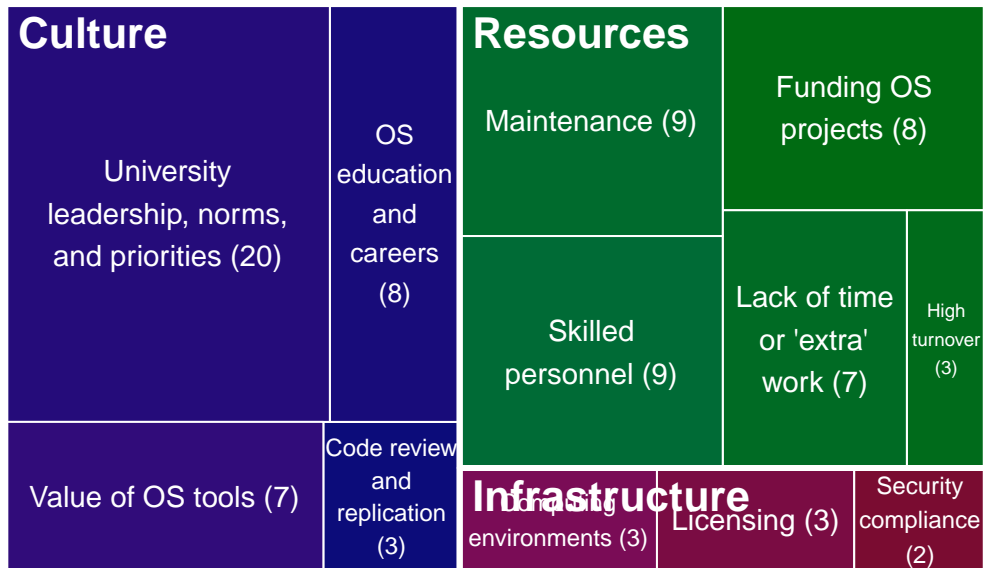 Culture
University
leadership, norms,
and priorities (20)
OS
education
and
careers
(8)
Value of OS tools (7)
Code review
and
replication
(3)
Resources
Maintenance (9)
Funding OS
projects (8)
Skilled
personnel (9)
Lack of time
or 'extra'
work (7)
High
turnover
(3)
Infrastructure
Computing
environments (3)
Licensing (3)
Security
compliance
(2)